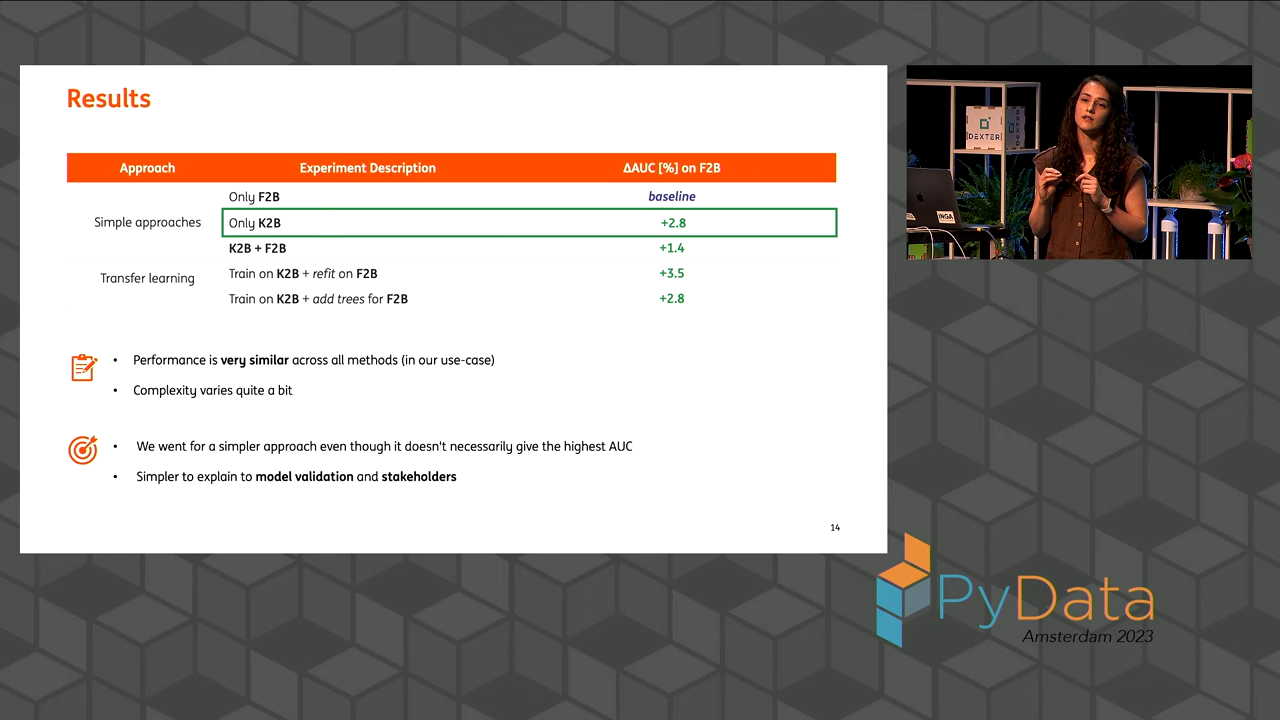 Results
Approach Experiment Description ΔAUC [%] on F2B
Only F2B baseline
Simple approaches Only K2B +2.8
K2B + F2B +1.4
Transfer learning Train on K2B + refit on F2B +3.5
Train on K2B + add trees for F2B +2.8
• Performance is very similar across all methods (in our use-case)
• Complexity varies quite a bit
• We went for a simpler approach even though it doesn't necessarily give the highest AUC
• Simpler to explain to model validation and stakeholders
14
DEXTER
INGA
PyData
Amsterdam 2023